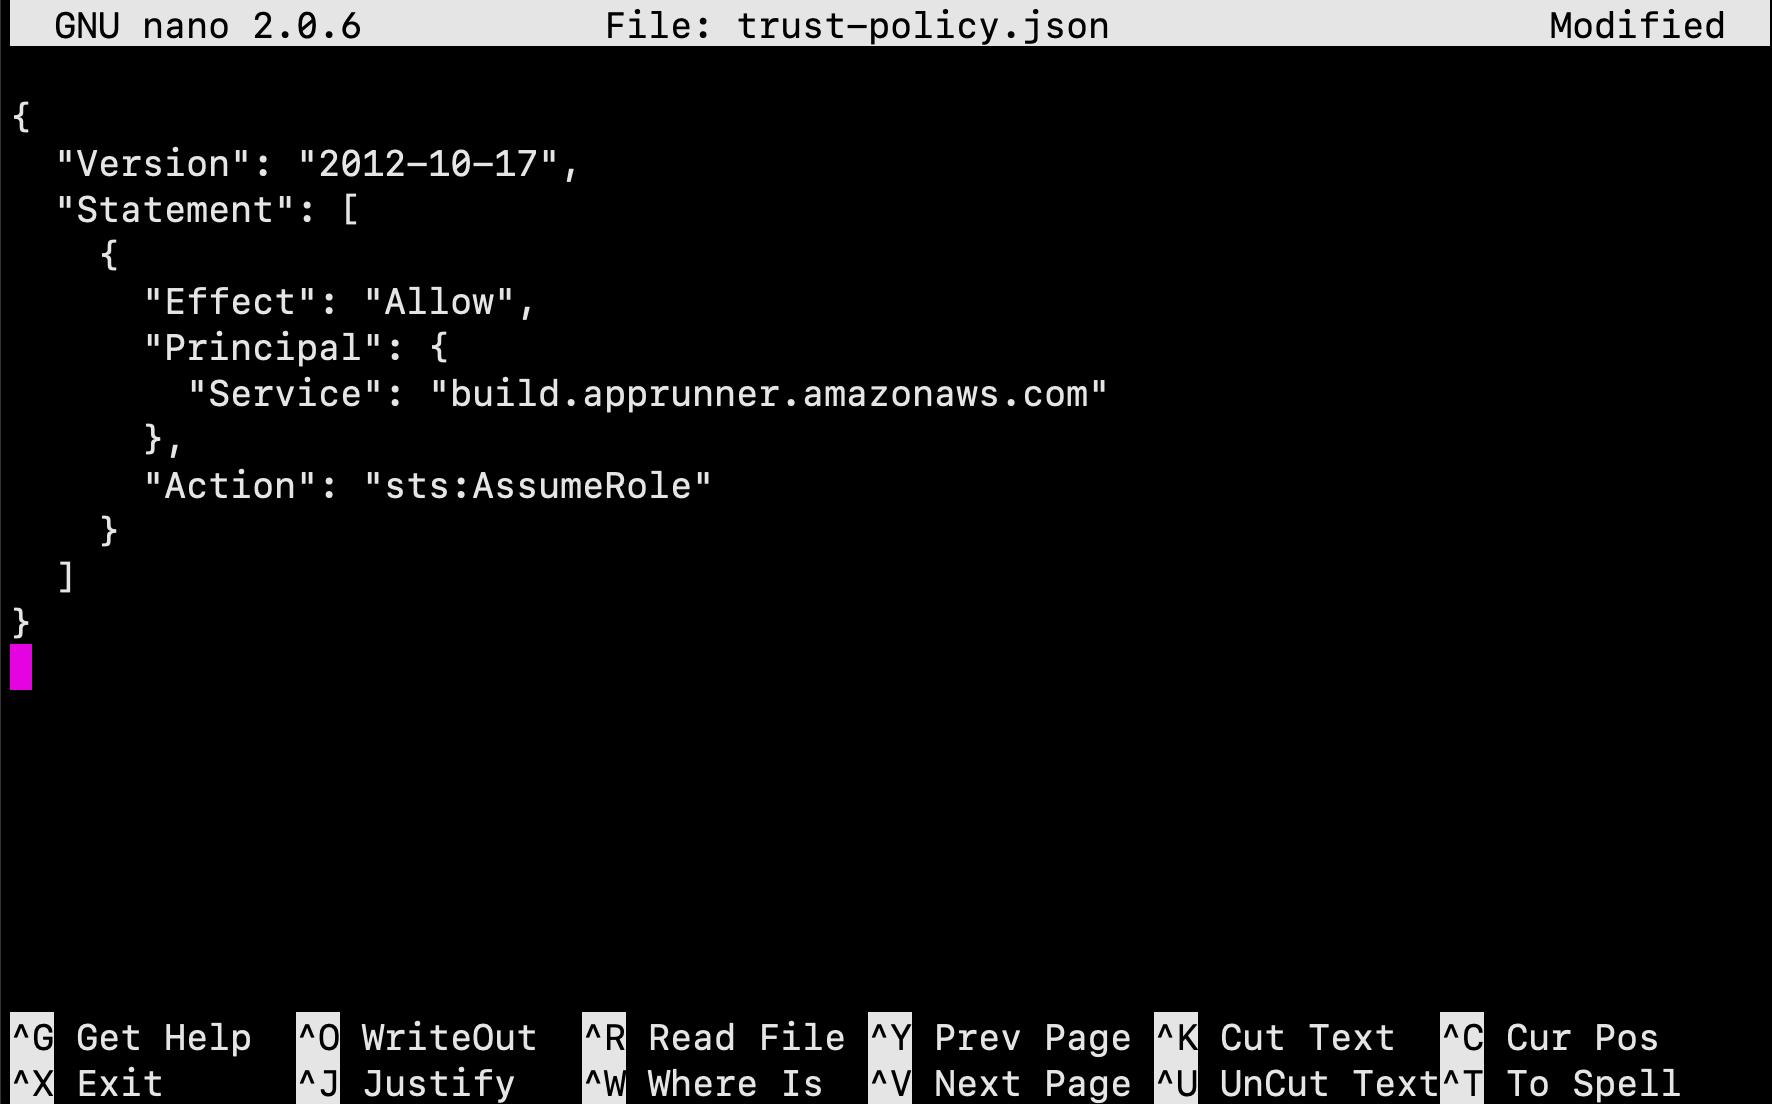 GNU nano 2.0.6 File: trust-policy.json Modified
{
  "Version": "2012-10-17",
  "Statement": [
    {
      "Effect": "Allow",
      "Principal": {
        "Service": "build.apprunner.amazonaws.com"
      },
      "Action": "sts:AssumeRole"
    }
  ]
}
^G Get Help ^O WriteOut ^R Read File ^Y Prev Page ^K Cut Text ^C Cur Pos
^X Exit ^J Justify ^W Where Is ^V Next Page ^U UnCut Text ^T To Spell